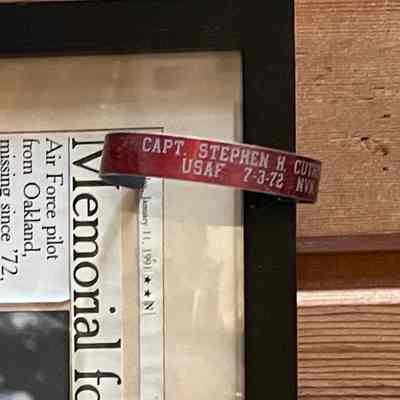 CAPT. STEPHEN H
USAF 7-3-72 NVN
Memorial
Air Force pilot
from Oakland,
missing since '72,
January 11, 1991 ★★ N